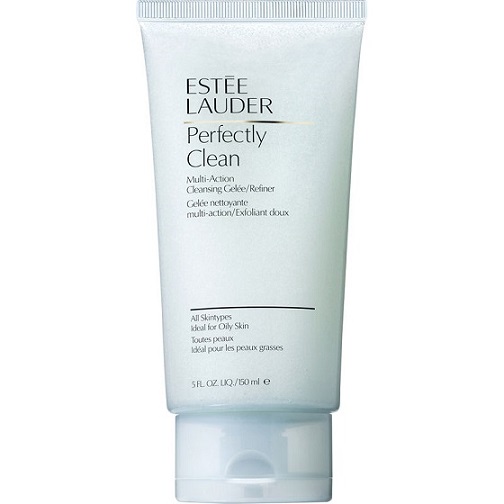 ESTĒE
LAUDER
Perfectly
Clean
Multi-Action
Cleansing Gelée/Refiner
Gelée nettoyante
multi-action/Exfoliant doux
All Skintypes
Ideal for Oily Skin
Toutes peaux
Idéal pour les peaux grasses
5 FL. OZ. LIQ./150 ml ℮